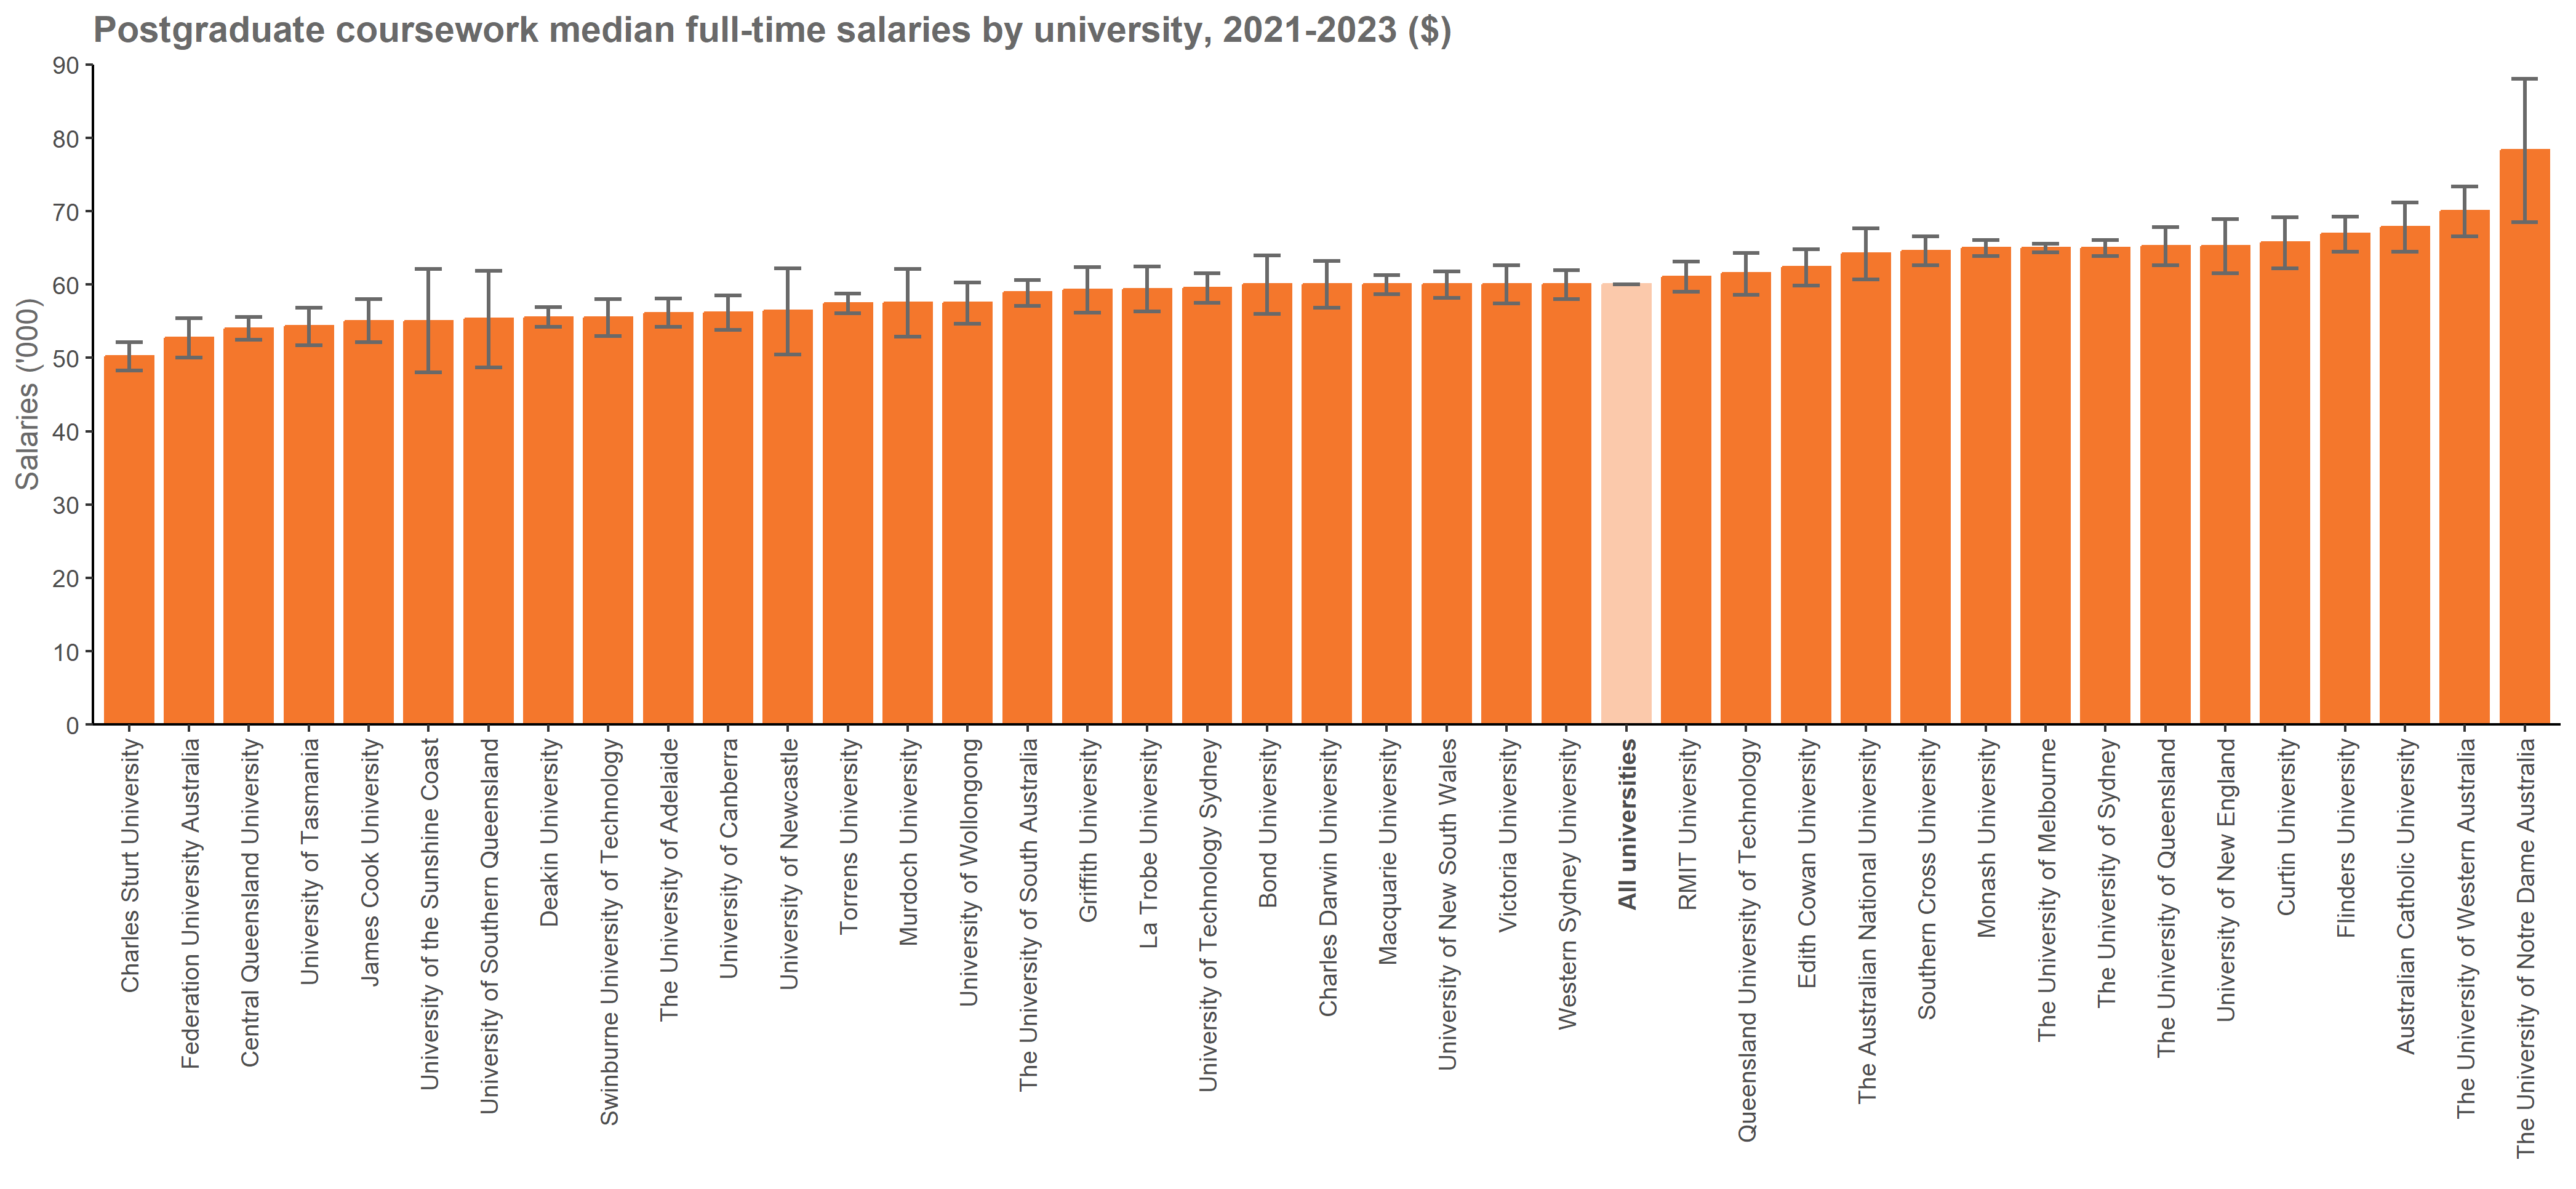 Postgraduate coursework median full-time salaries by university, 2021-2023 ($)
Salaries ('000)
90
80
70
60
50
40
30
20
10
0
Charles Sturt University
Federation University Australia
Central Queensland University
University of Tasmania
James Cook University
University of the Sunshine Coast
University of Southern Queensland
Deakin University
Swinburne University of Technology
The University of Adelaide
University of Canberra
University of Newcastle
Torrens University
Murdoch University
University of Wollongong
The University of South Australia
Griffith University
La Trobe University
University of Technology Sydney
Bond University
Charles Darwin University
Macquarie University
University of New South Wales
Victoria University
Western Sydney University
All universities
RMIT University
Queensland University of Technology
Edith Cowan University
The Australian National University
Southern Cross University
Monash University
The University of Melbourne
The University of Sydney
The University of Queensland
University of New England
Curtin University
Flinders University
Australian Catholic University
The University of Western Australia
The University of Notre Dame Australia